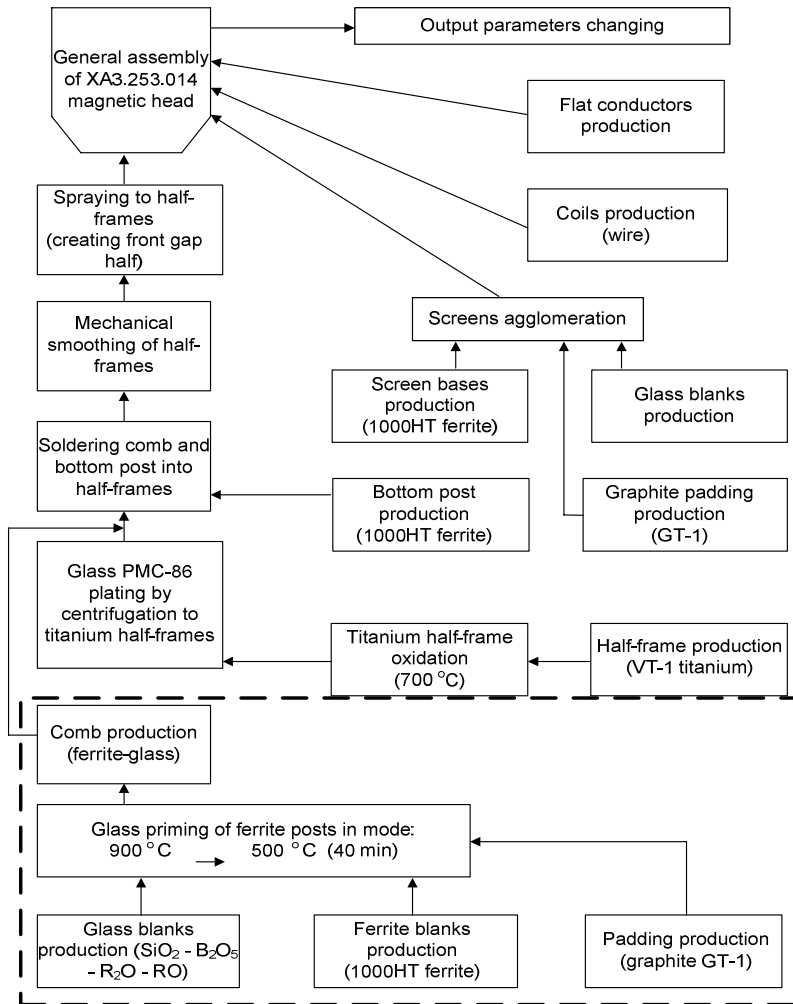 General assembly
of XA3.253.014
magnetic head
Output parameters changing
Flat conductors
production
Spraying to half-
frames
(creating front gap
half)
Coils production
(wire)
Mechanical
smoothing of half-
frames
Screens agglomeration
Screen bases
production
(1000HT ferrite)
Glass blanks
production
Soldering comb and
bottom post into
half-frames
Bottom post
production
(1000HT ferrite)
Graphite padding
production
(GT-1)
Glass PMC-86
plating by
centrifugation to
titanium half-frames
Titanium half-frame
oxidation
(700 °C)
Half-frame production
(VT-1 titanium)
Comb production
(ferrite-glass)
Glass priming of ferrite posts in mode:
900 °C → 500 °C (40 min)
Glass blanks
production (SiO₂ - B₂O₅
- R₂O - RO)
Ferrite blanks
production
(1000HT ferrite)
Padding production
(graphite GT-1)